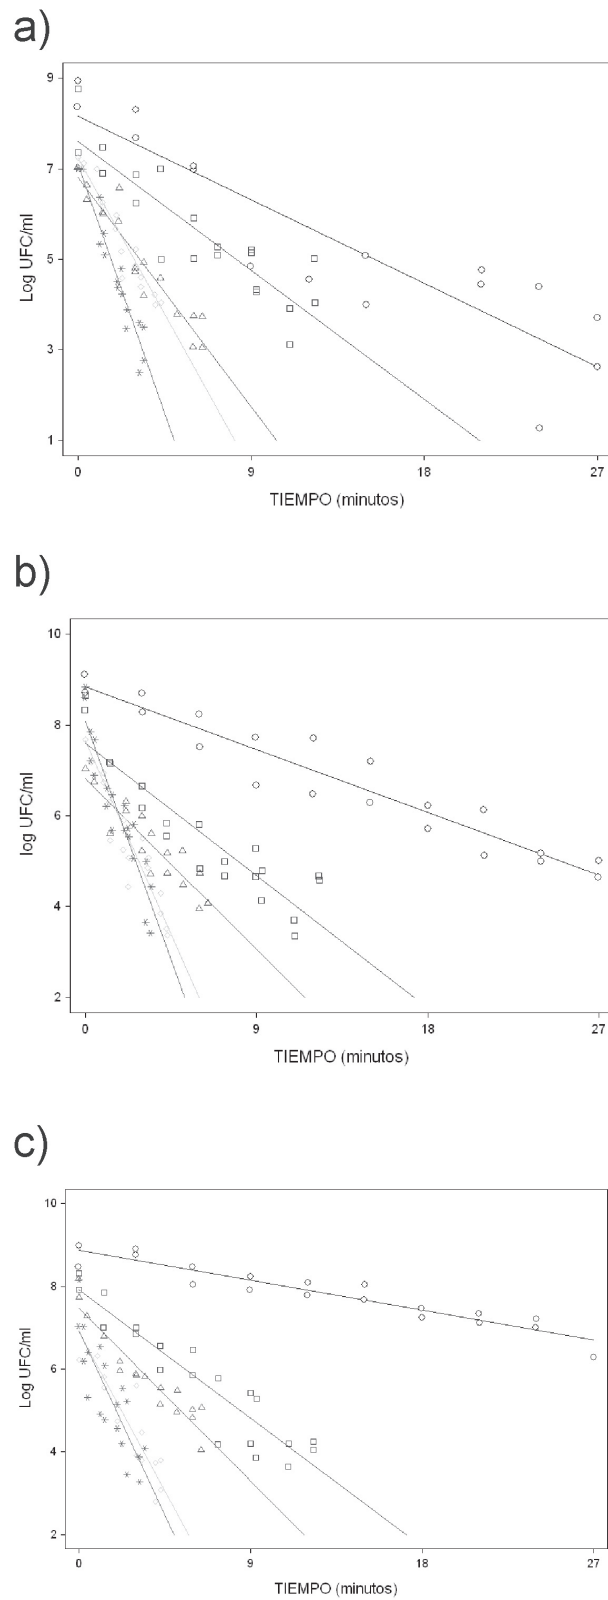 a)
9
7
5
3
1
Log UFC/ml
0 9 18 27
TIEMPO (minutos)
b)
10
8
6
4
2
log UFC/ml
0 9 18 27
TIEMPO (minutos)
c)
10
8
6
4
2
Log UFC/ml
0 9 18 27
TIEMPO (minutos)